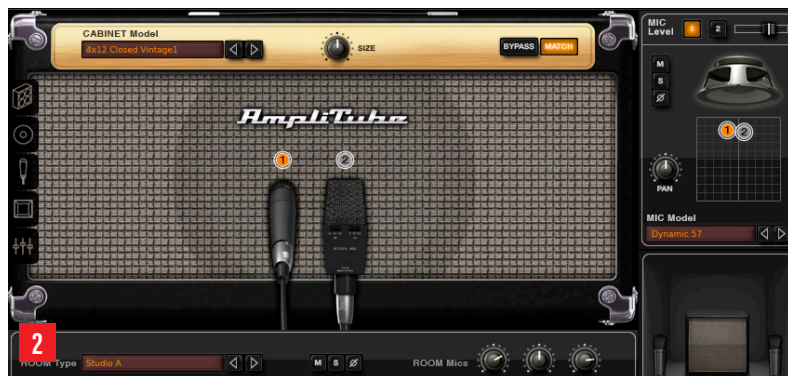 CABINET Model
4x12 Closed Vintage1
SIZE
BYPASS
MATCH
MIC
Level
1
2
M
S
Ø
AmpliTube
1
2
1
2
PAN
MIC Model
Dynamic 57
2
ROOM Type
Studio A
M
S
Ø
ROOM Mics